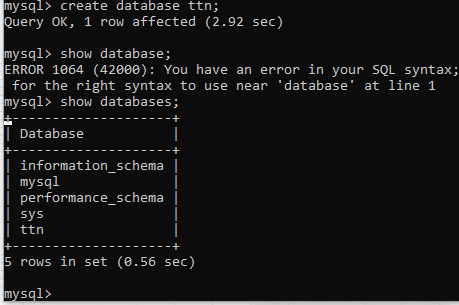 mysql> create database ttn;
Query OK, 1 row affected (2.92 sec)
mysql> show database;
ERROR 1064 (42000): You have an error in your SQL syntax;
for the right syntax to use near 'database' at line 1
mysql> show databases;
+--------------------+
| Database           |
+--------------------+
| information_schema |
| mysql              |
| performance_schema |
| sys                |
| ttn                |
+--------------------+
5 rows in set (0.56 sec)
mysql>